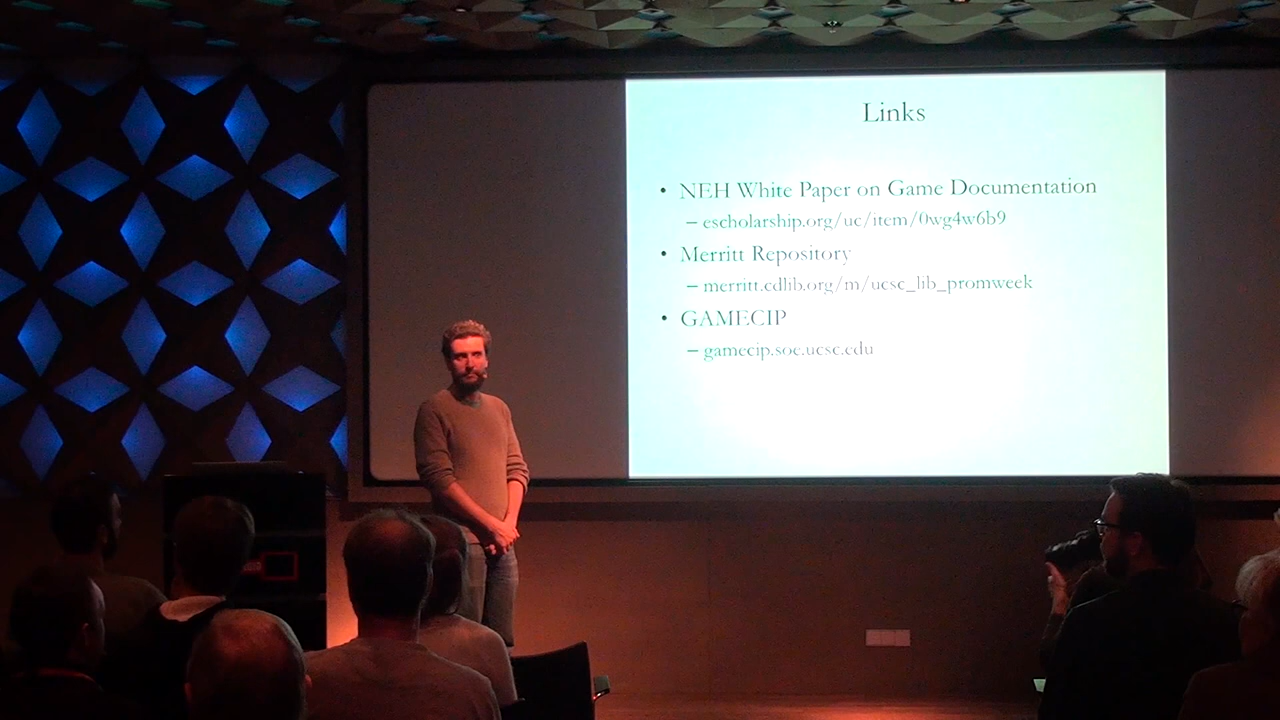 Links
• NEH White Paper on Game Documentation
– escholarship.org/uc/item/0wg4w6b9
• Merritt Repository
– merritt.cdlib.org/m/ucsc_lib_promweek
• GAMECIP
– gamecip.soe.ucsc.edu